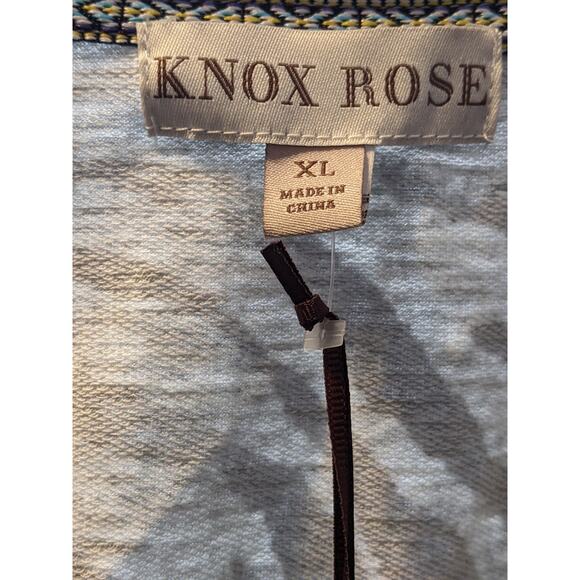 KNOX ROSE
XL
MADE IN
CHINA